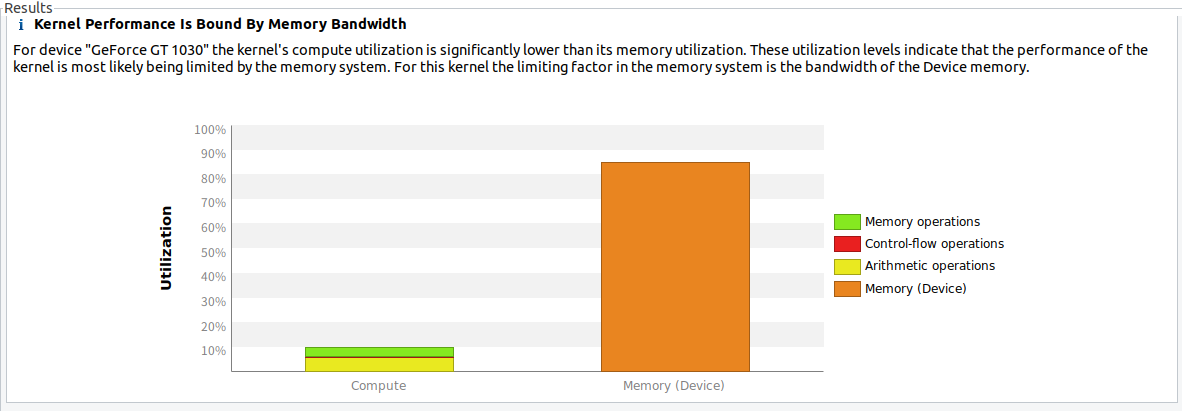 Results
i Kernel Performance Is Bound By Memory Bandwidth
For device "GeForce GT 1030" the kernel's compute utilization is significantly lower than its memory utilization. These utilization levels indicate that the performance of the
kernel is most likely being limited by the memory system. For this kernel the limiting factor in the memory system is the bandwidth of the Device memory.
Utilization
100%
90%
80%
70%
60%
50%
40%
30%
20%
10%
Compute
Memory (Device)
Memory operations
Control-flow operations
Arithmetic operations
Memory (Device)